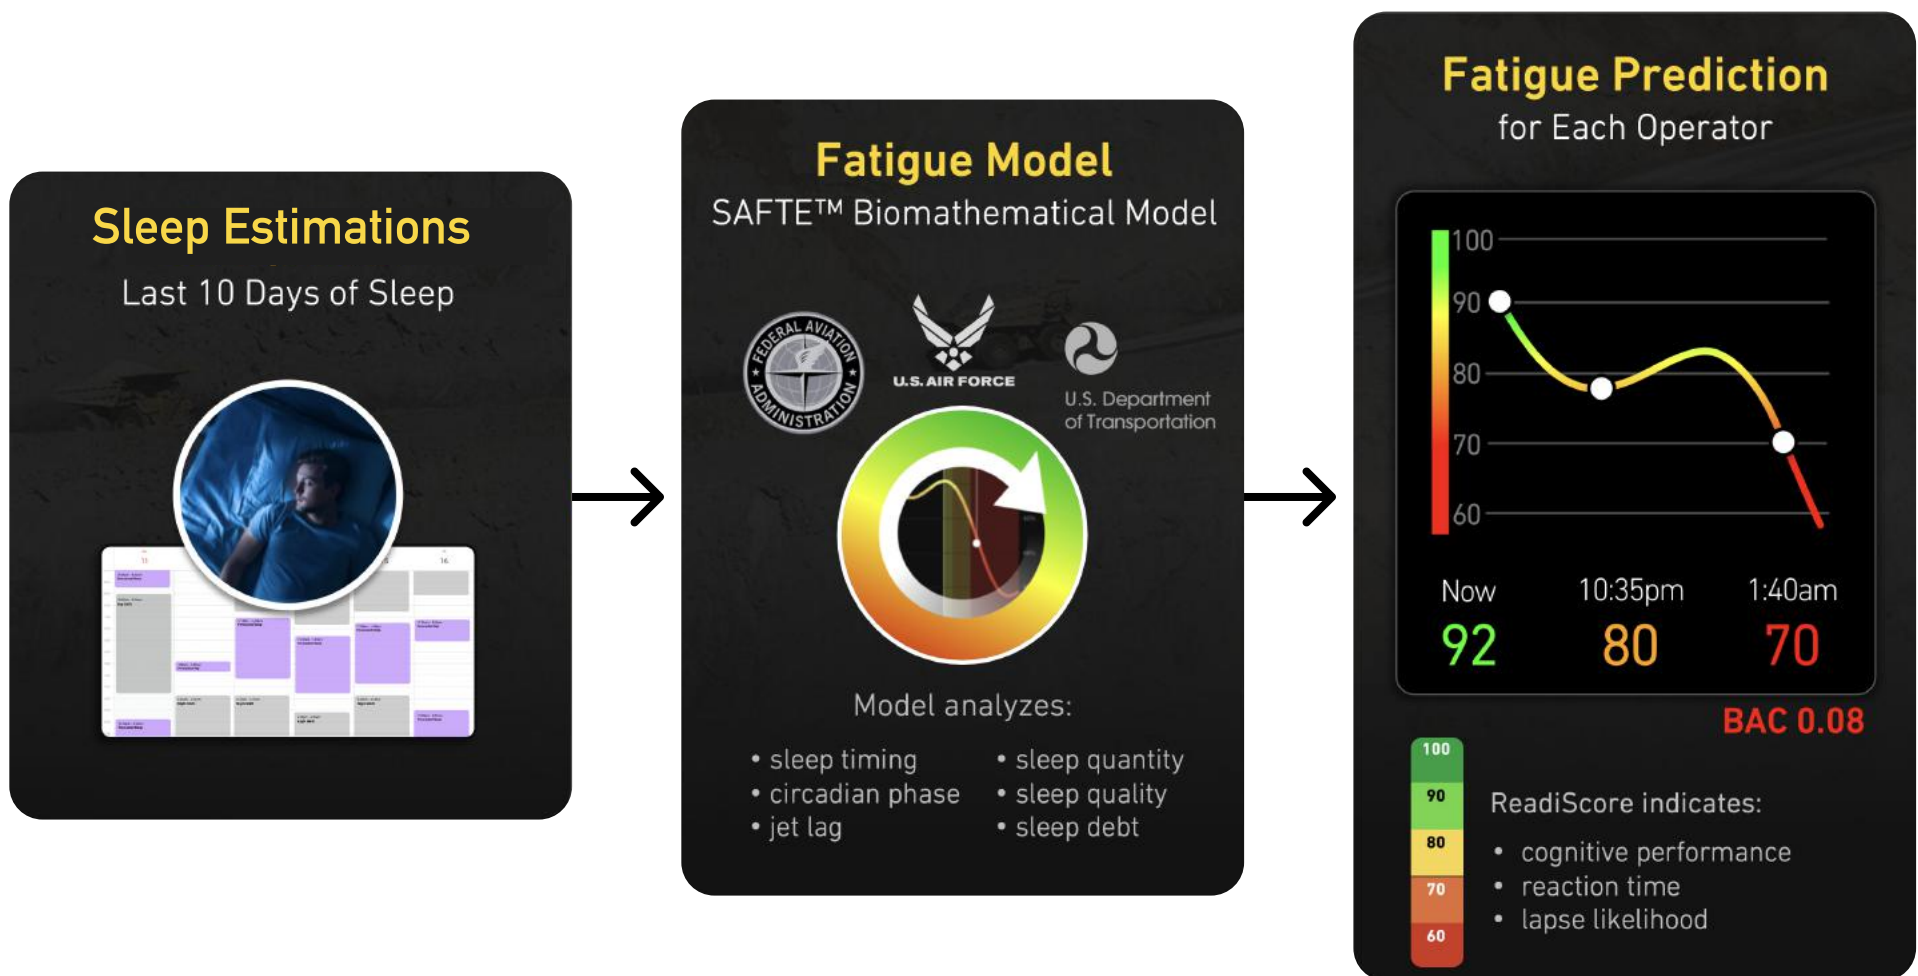 Sleep Estimations
Last 10 Days of Sleep
Fatigue Model
SAFTE™ Biomathematical Model
FEDERAL AVIATION
ADMINISTRATION
U.S. AIR FORCE
U.S. Department
of Transportation
Model analyzes:
• sleep timing
• circadian phase
• jet lag
• sleep quantity
• sleep quality
• sleep debt
Fatigue Prediction
for Each Operator
100
90
80
70
60
Now 10:35pm 1:40am
92 80 70
BAC 0.08
100
90
80
70
60
ReadiScore indicates:
• cognitive performance
• reaction time
• lapse likelihood